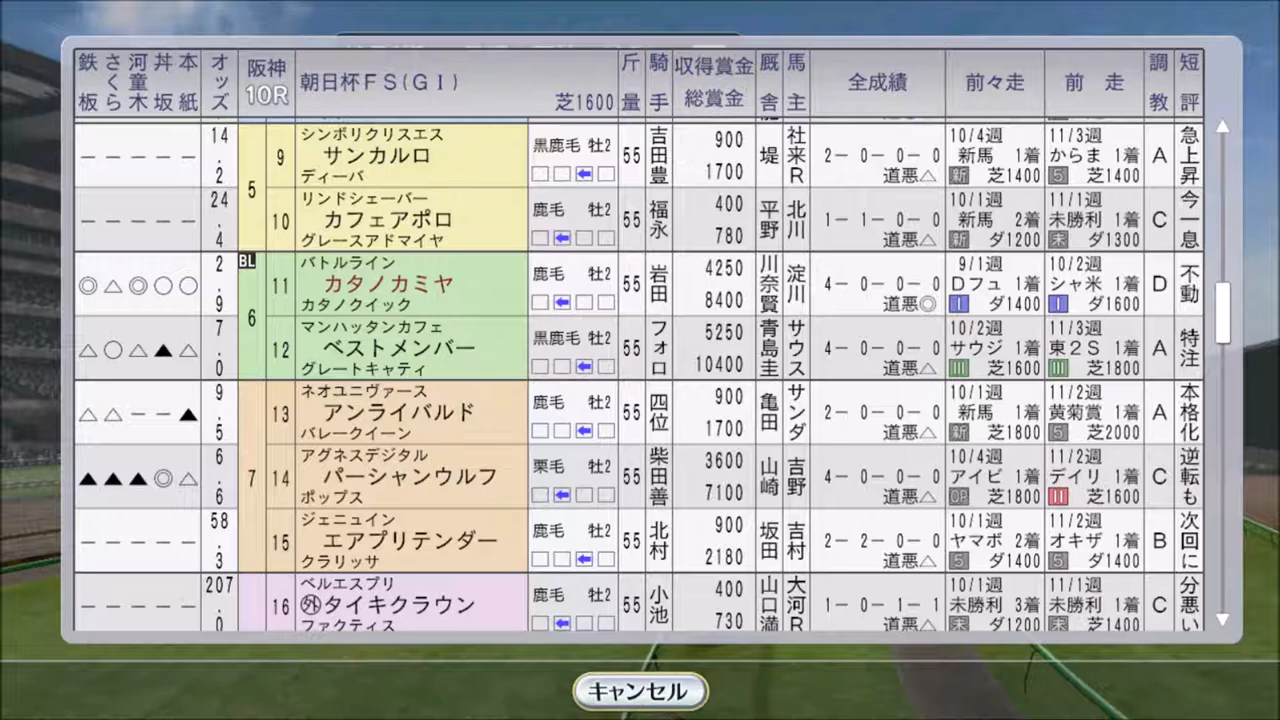 鉄板 さくら 河童木 丼坂 本紙 オッズ 阪神 10R 朝日杯FS(GI) 芝1600 斤量 騎手 収得賞金 総賞金 厩舎 馬主 全成績 前々走 前 走 調教 短評
－ － － － － 14.2 5 9 シンボリクリスエス サンカルロ ディーバ 黒鹿毛 牡2 55 吉田豊 900 1700 堤 社来R 2－ 0－ 0－ 0 道悪△ 10/4週 新馬 1着 新 芝1400 11/3週 からま 1着 5 芝1400 A 急上昇
－ － － － － 24.4 10 リンドシェーバー カフェアポロ グレースアドマイヤ 鹿毛 牡2 55 福永 400 780 平野 北川 1－ 1－ 0－ 0 道悪△ 10/1週 新馬 2着 新 ダ1200 11/1週 未勝利 1着 未 ダ1300 C 今一息
◎ △ ◎ ○ ○ 2.9 BL 6 11 バトルライン カタノカミヤ カタノクイック 鹿毛 牡2 55 岩田 4250 8400 川奈賢 淀川 4－ 0－ 0－ 0 道悪◎ 9/1週 Dフュ 1着 I ダ1400 10/2週 シャ米 1着 I ダ1600 D 不動
△ ○ △ ▲ △ 7.0 12 マンハッタンカフェ ベストメンバー グレートキャティ 黒鹿毛 牡2 55 フォロ 5250 10400 青島圭 サウス 4－ 0－ 0－ 0 道悪△ 10/2週 サウジ 1着 III 芝1600 11/3週 東2S 1着 III 芝1800 A 特注
△ △ － － ▲ 9.5 7 13 ネオユニヴァース アンライバルド バレークイーン 鹿毛 牡2 55 四位 900 1700 亀田 サンダ 2－ 0－ 0－ 0 道悪△ 10/1週 新馬 1着 新 芝1800 11/2週 黄菊賞 1着 5 芝2000 A 本格化
▲ ▲ ▲ ◎ △ 6.6 14 アグネスデジタル パーシャンウルフ ポップス 栗毛 牡2 55 柴田善 3600 7100 山崎 吉野 4－ 0－ 0－ 0 道悪△ 10/4週 アイビ 1着 OP 芝1800 11/2週 デイリ 1着 II 芝1600 C 逆転も
－ － － － － 58.3 15 ジェニュイン エアプリテンダー クラリッサ 鹿毛 牡2 55 北村 900 2180 坂田 吉村 2－ 2－ 0－ 0 道悪△ 10/1週 ヤマボ 2着 5 芝1400 11/2週 オキザ 1着 5 芝1400 B 次回に
－ － － － － 207.0 16 ベルエスプリ 外タイキクラウン ファクティス 鹿毛 牡2 55 小池 400 730 山口満 大河R 1－ 0－ 1－ 1 道悪△ 10/1週 未勝利 3着 未 ダ1200 11/1週 未勝利 1着 未 芝1400 C 分悪い
キャンセル